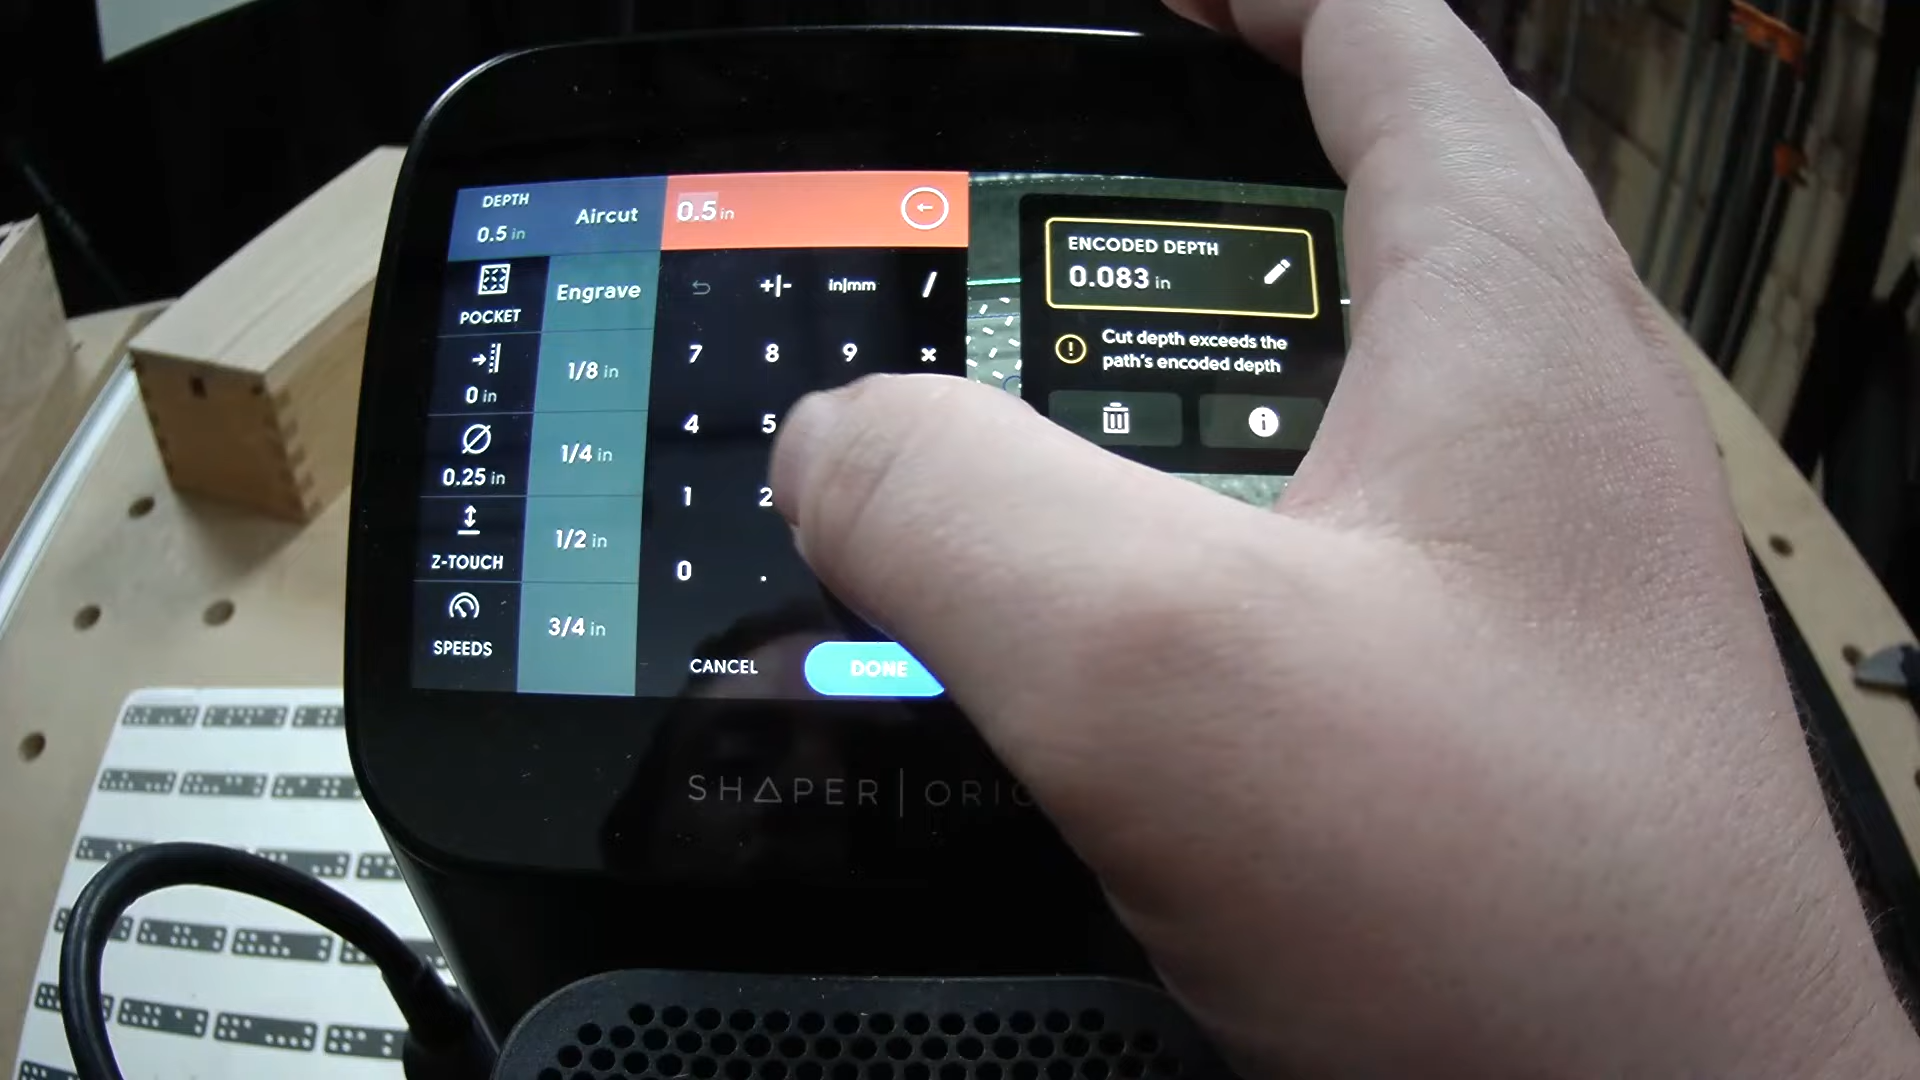 DEPTH
0.5 in
Aircut
0.5 in
POCKET
Engrave
+|-
in|mm
/
7
8
9
x
0 in
1/8 in
4
5
0.25 in
1/4 in
1
2
Z-TOUCH
1/2 in
0
.
SPEEDS
3/4 in
CANCEL
DONE
ENCODED DEPTH
0.083 in
Cut depth exceeds the
path's encoded depth
SHAPER | ORIG